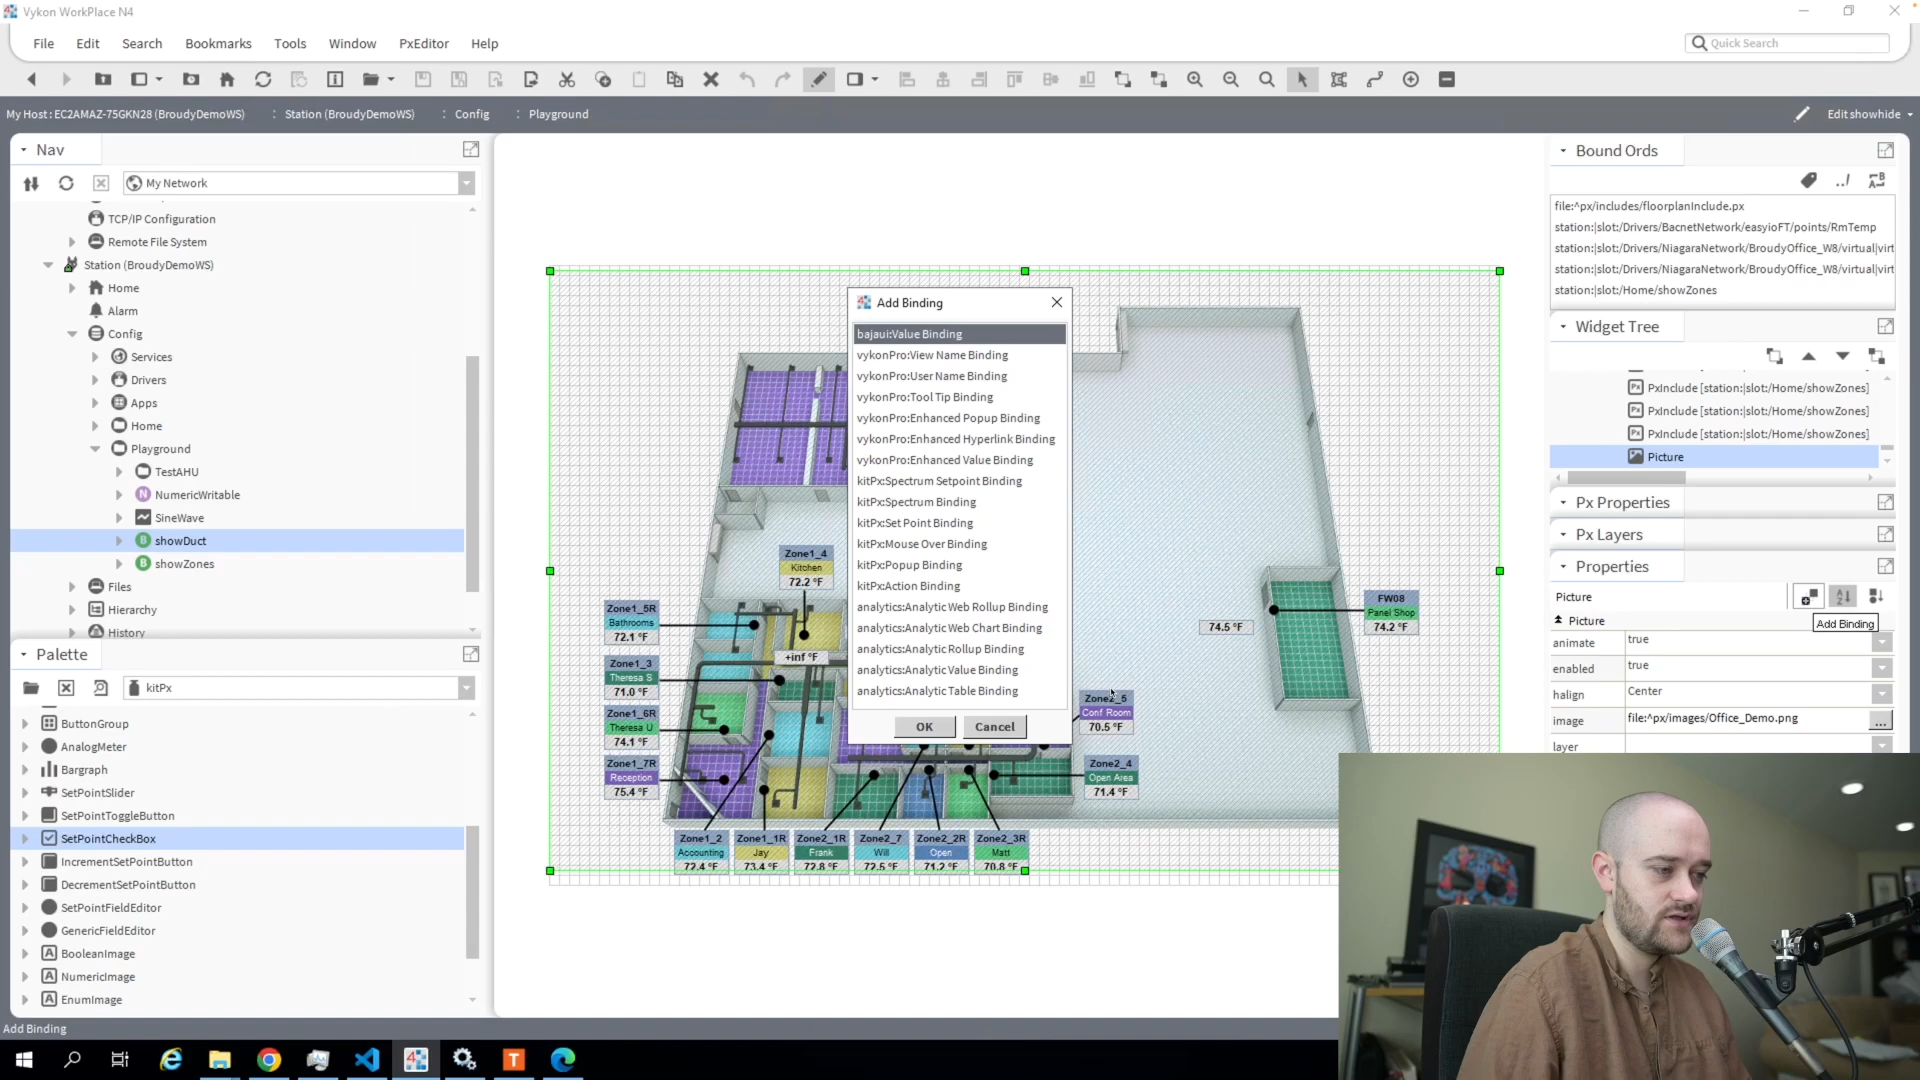 Vykon WorkPlace N4
File Edit Search Bookmarks Tools Window PxEditor Help
Quick Search
My Host : EC2AMAZ-75GKN28 (BroudyDemoWS) : Station (BroudyDemoWS) : Config : Playground
Edit showhide
Nav
My Network
TCP/IP Configuration
Remote File System
Station (BroudyDemoWS)
Home
Alarm
Config
Services
Drivers
Apps
Home
Playground
TestAHU
NumericWritable
SineWave
showDuct
showZones
Files
Hierarchy
History
Palette
kitPx
ButtonGroup
AnalogMeter
Bargraph
SetPointSlider
SetPointToggleButton
SetPointCheckBox
IncrementSetPointButton
DecrementSetPointButton
SetPointFieldEditor
GenericFieldEditor
BooleanImage
NumericImage
EnumImage
Add Binding
Add Binding
bajaui:Value Binding
vykonPro:View Name Binding
vykonPro:User Name Binding
vykonPro:Tool Tip Binding
vykonPro:Enhanced Popup Binding
vykonPro:Enhanced Hyperlink Binding
vykonPro:Enhanced Value Binding
kitPx:Spectrum Setpoint Binding
kitPx:Spectrum Binding
kitPx:Set Point Binding
kitPx:Mouse Over Binding
kitPx:Popup Binding
kitPx:Action Binding
analytics:Analytic Web Rollup Binding
analytics:Analytic Web Chart Binding
analytics:Analytic Rollup Binding
analytics:Analytic Value Binding
analytics:Analytic Table Binding
OK Cancel
Zone1_4
Kitchen
72.2 °F
Zone1_5R
Bathrooms
72.1 °F
+inf °F
Zone1_3
Theresa S
71.0 °F
Zone1_6R
Theresa U
74.1 °F
Zone1_7R
Reception
75.4 °F
74.5 °F
FW08
Panel Shop
74.2 °F
Zone2_5
Conf Room
70.5 °F
Zone2_4
Open Area
71.4 °F
Zone1_2
Accounting
72.4 °F
Zone1_1R
Jay
73.4 °F
Zone2_1R
Frank
72.8 °F
Zone2_7
Will
72.5 °F
Zone2_2R
Open
71.2 °F
Zone2_3R
Matt
70.8 °F
Bound Ords
file:^px/includes/floorplanInclude.px
station:|slot:/Drivers/BacnetNetwork/easyioFT/points/RmTemp
station:|slot:/Drivers/NiagaraNetwork/BroudyOffice_W8/virtual|virt
station:|slot:/Drivers/NiagaraNetwork/BroudyOffice_W8/virtual|virt
station:|slot:/Home/showZones
Widget Tree
PxInclude [station:|slot:/Home/showZones]
PxInclude [station:|slot:/Home/showZones]
PxInclude [station:|slot:/Home/showZones]
Picture
Px Properties
Px Layers
Properties
Picture
Add Binding
Picture
animate true
enabled true
halign Center
image file:^px/images/Office_Demo.png
layer